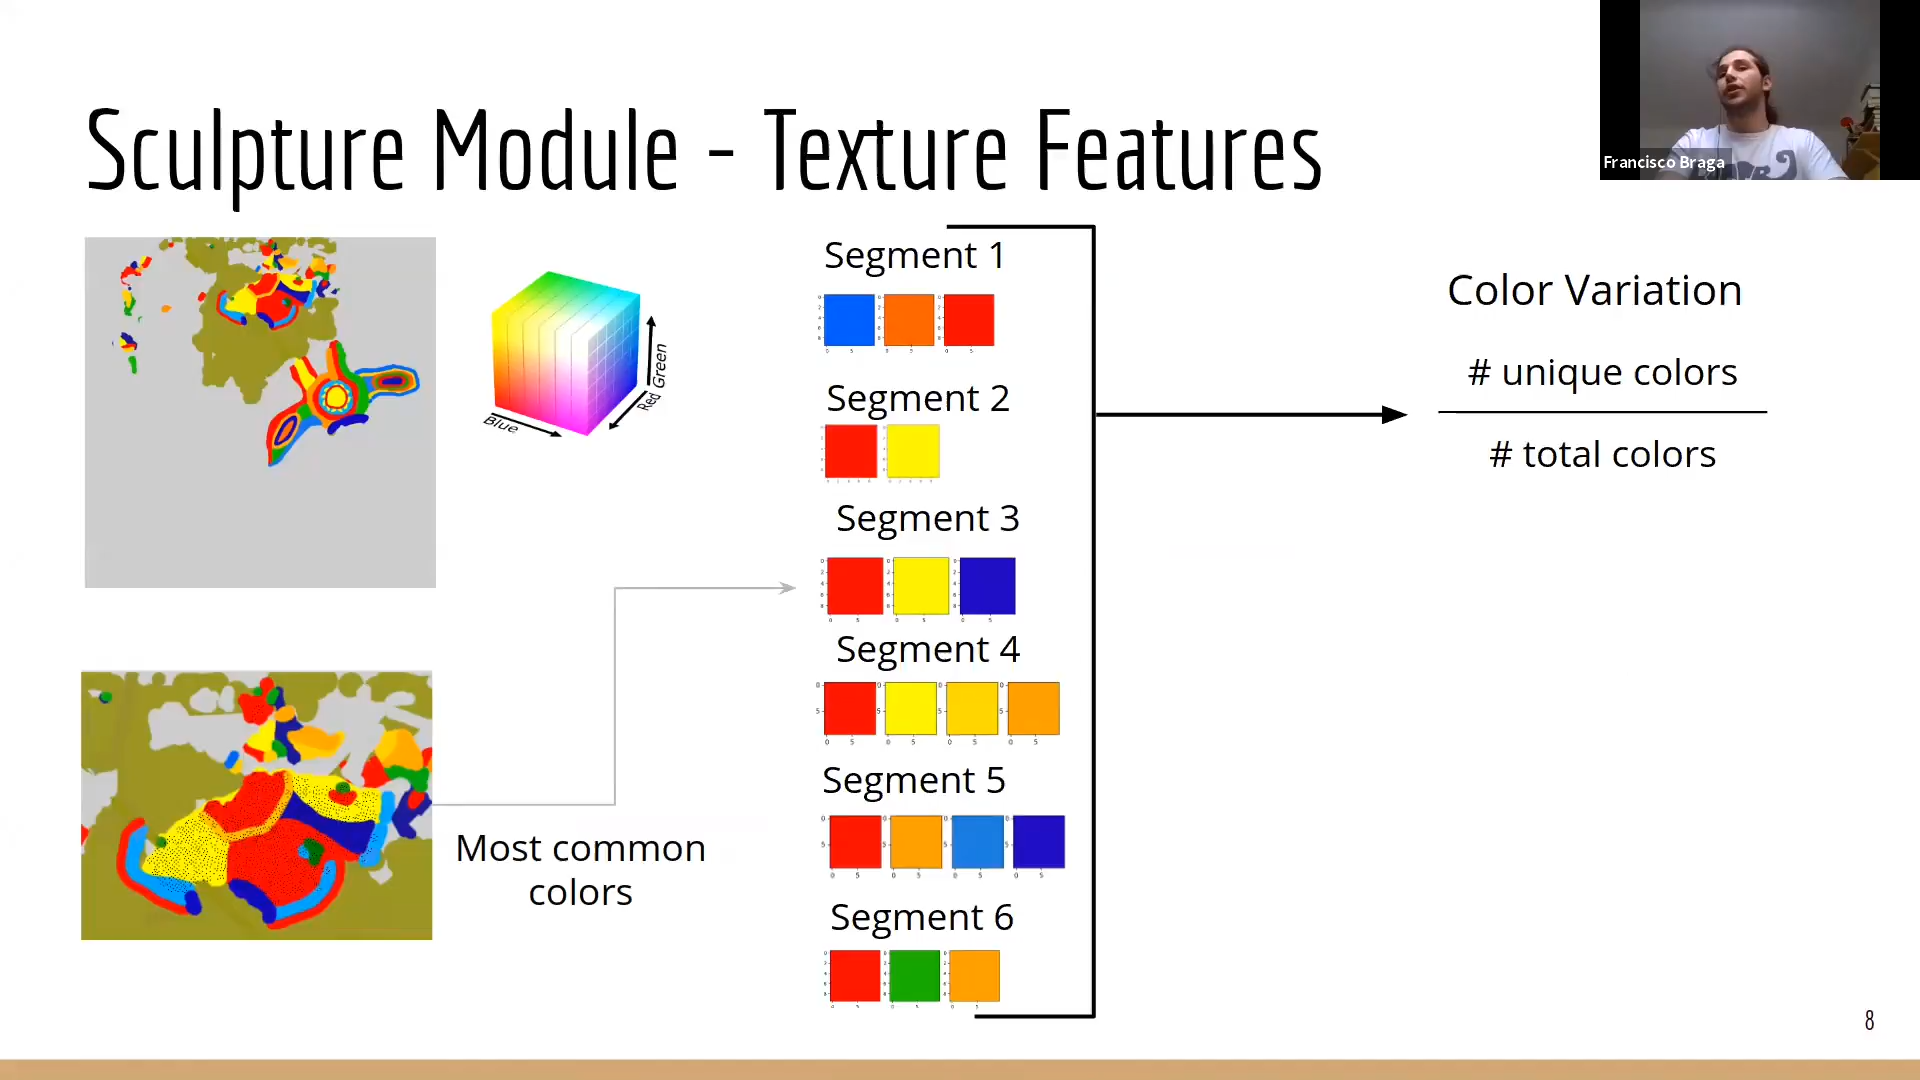 Francisco Braga
Sculpture Module - Texture Features
Blue
Red
Green
Segment 1
Segment 2
Segment 3
Segment 4
Segment 5
Segment 6
Most common
colors
Color Variation
# unique colors
# total colors
8